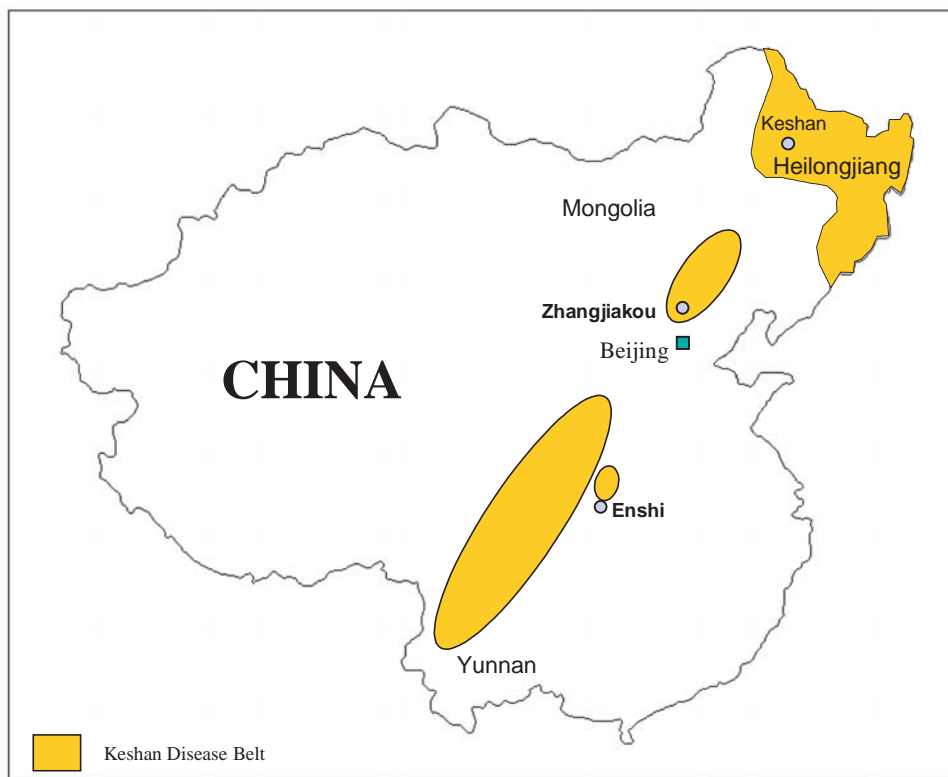 Keshan
Heilongjiang
Mongolia
Zhangjiakou
Beijing
CHINA
Enshi
Yunnan
Keshan Disease Belt